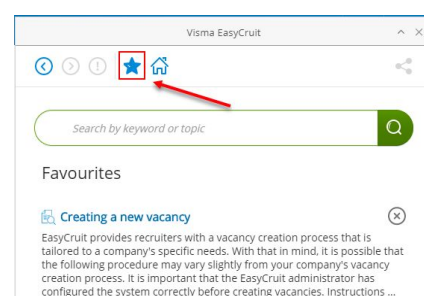 Visma EasyCruit
Search by keyword or topic
Favourites
Creating a new vacancy
EasyCruit provides recruiters with a vacancy creation process that is
tailored to a company's specific needs. With that in mind, it is possible that
the following procedure may vary slightly from your company's vacancy
creation process. It is important that the EasyCruit administrator has
configured the system correctly before creating vacancies. Instructions ...